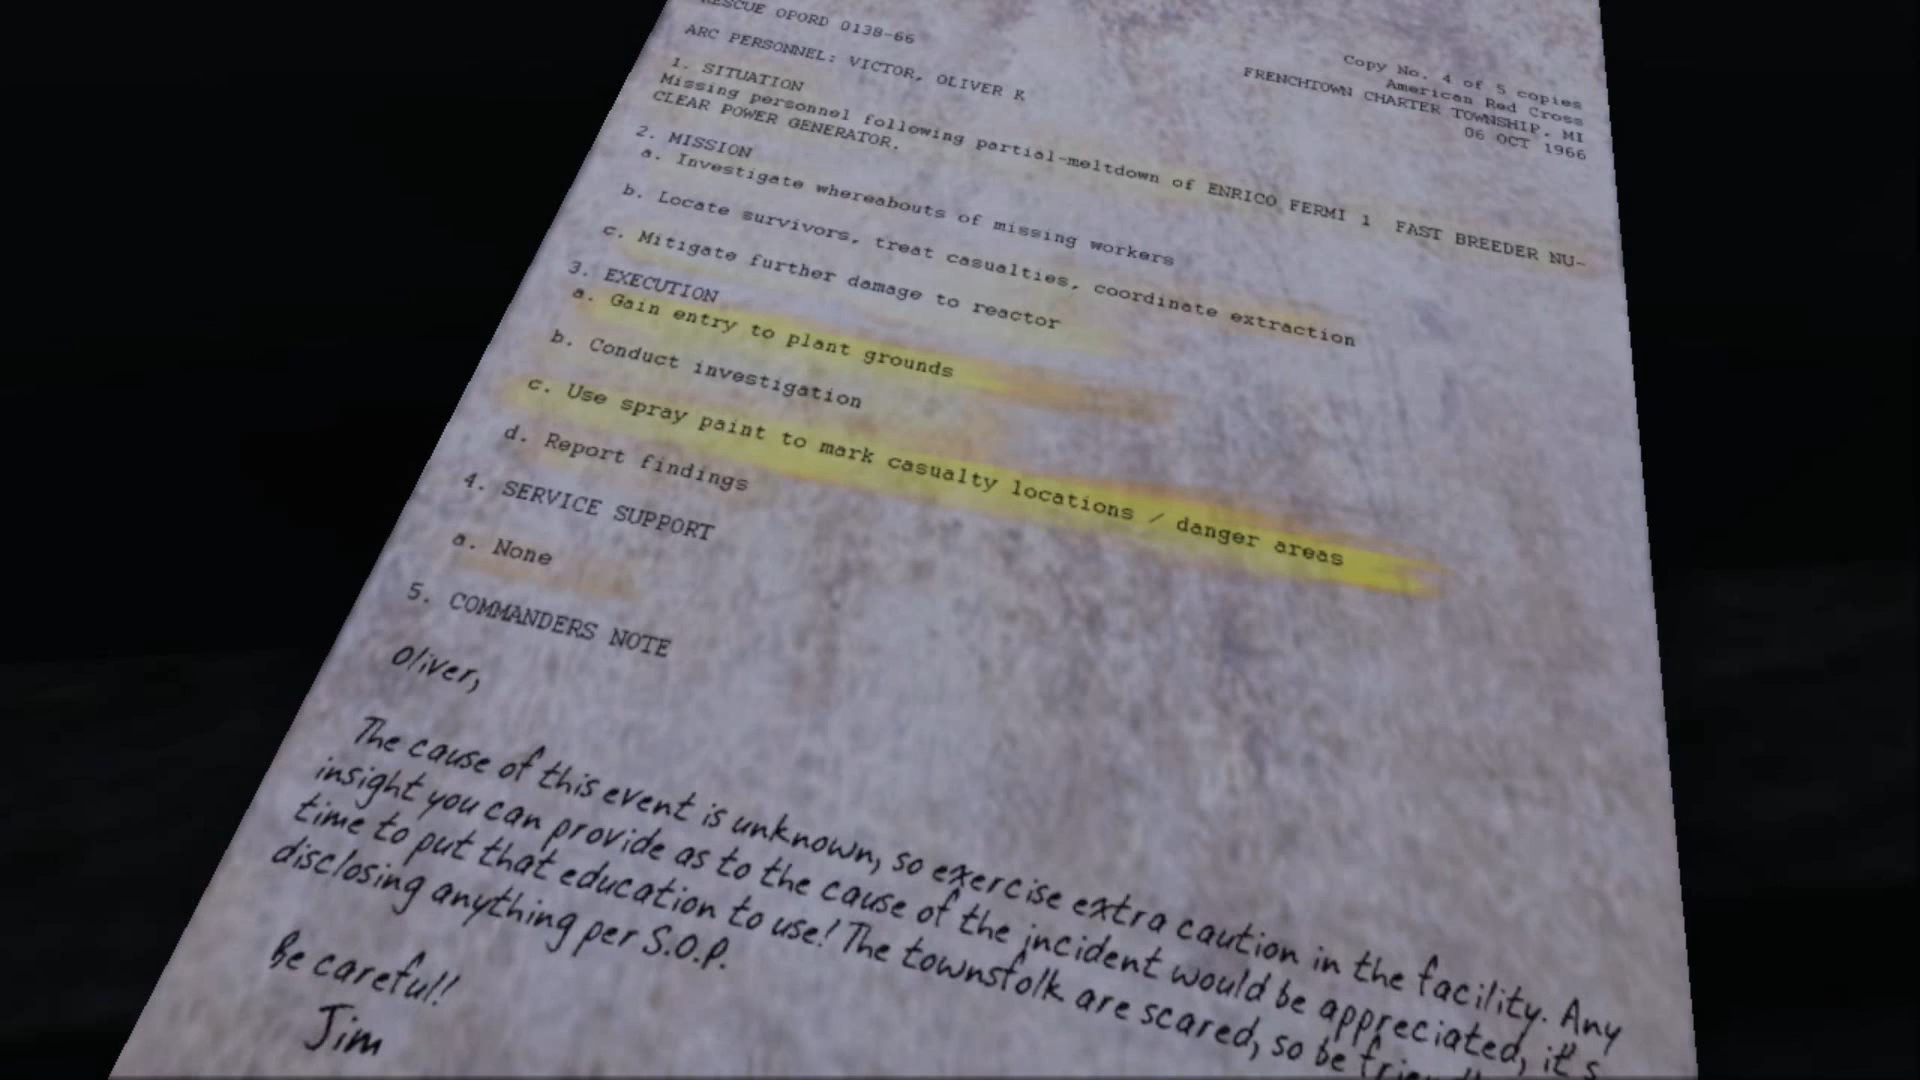 RESCUE OPORD 0138-66
Copy No. 4 of 5 copies
American Red Cross
FRENCHTOWN CHARTER TOWNSHIP, MI
06 OCT 1966
ARC PERSONNEL: VICTOR, OLIVER K
1. SITUATION
Missing personnel following partial-meltdown of ENRICO FERMI 1 FAST BREEDER NU-
CLEAR POWER GENERATOR.
2. MISSION
a. Investigate whereabouts of missing workers
b. Locate survivors, treat casualties, coordinate extraction
c. Mitigate further damage to reactor
3. EXECUTION
a. Gain entry to plant grounds
b. Conduct investigation
c. Use spray paint to mark casualty locations / danger areas
d. Report findings
4. SERVICE SUPPORT
a. None
5. COMMANDERS NOTE
Oliver,
The cause of this event is unknown, so exercise extra caution in the facility. Any
insight you can provide as to the cause of the incident would be appreciated, it's
time to put that education to use! The townsfolk are scared, so be
disclosing anything per S.O.P.
Be careful!
Jim